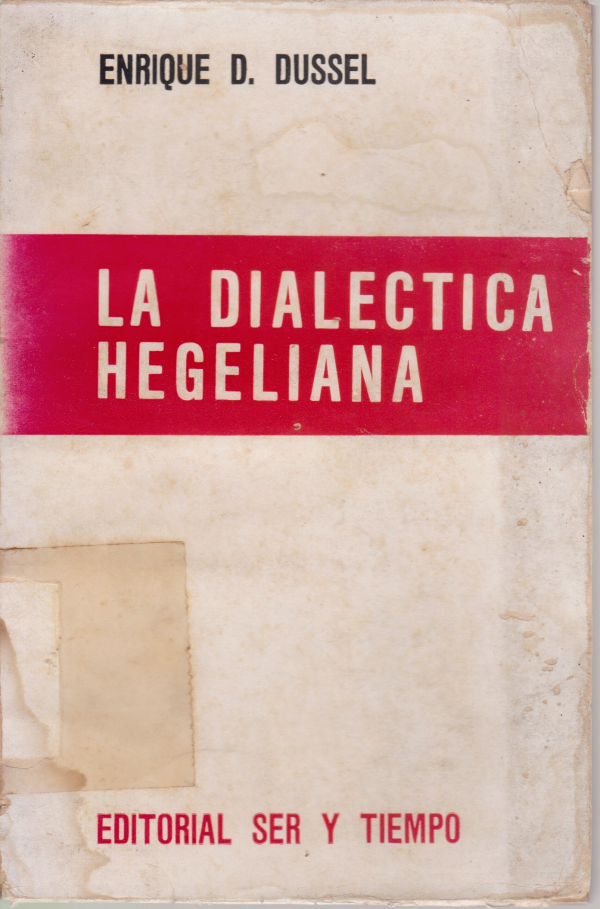 ENRIQUE D. DUSSEL
LA DIALECTICA
HEGELIANA
EDITORIAL SER Y TIEMPO